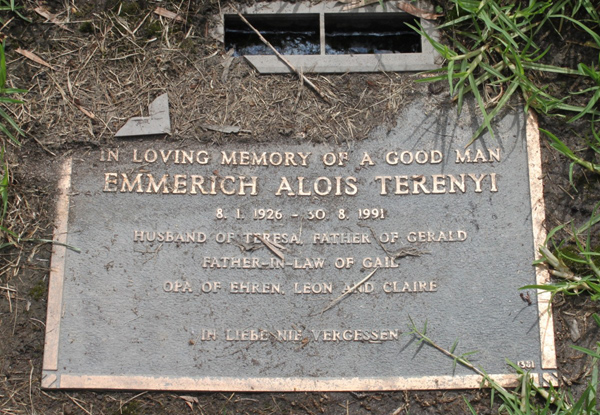 IN LOVING MEMORY OF A GOOD MAN
EMMERICH ALOIS TERENYI
8. 1. 1926 - 30. 8. 1991
HUSBAND OF TERESA, FATHER OF GERALD
FATHER-IN-LAW OF GAIL
OPA OF EHREN, LEON AND CLAIRE
IN LIEBE NIE VERGESSEN